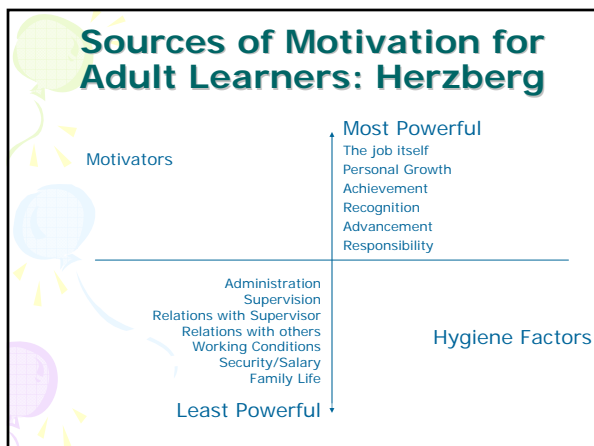 Sources of Motivation for
Adult Learners: Herzberg
Motivators
Most Powerful
The job itself
Personal Growth
Achievement
Recognition
Advancement
Responsibility
Administration
Supervision
Relations with Supervisor
Relations with others
Working Conditions
Security/Salary
Family Life
Least Powerful
Hygiene Factors